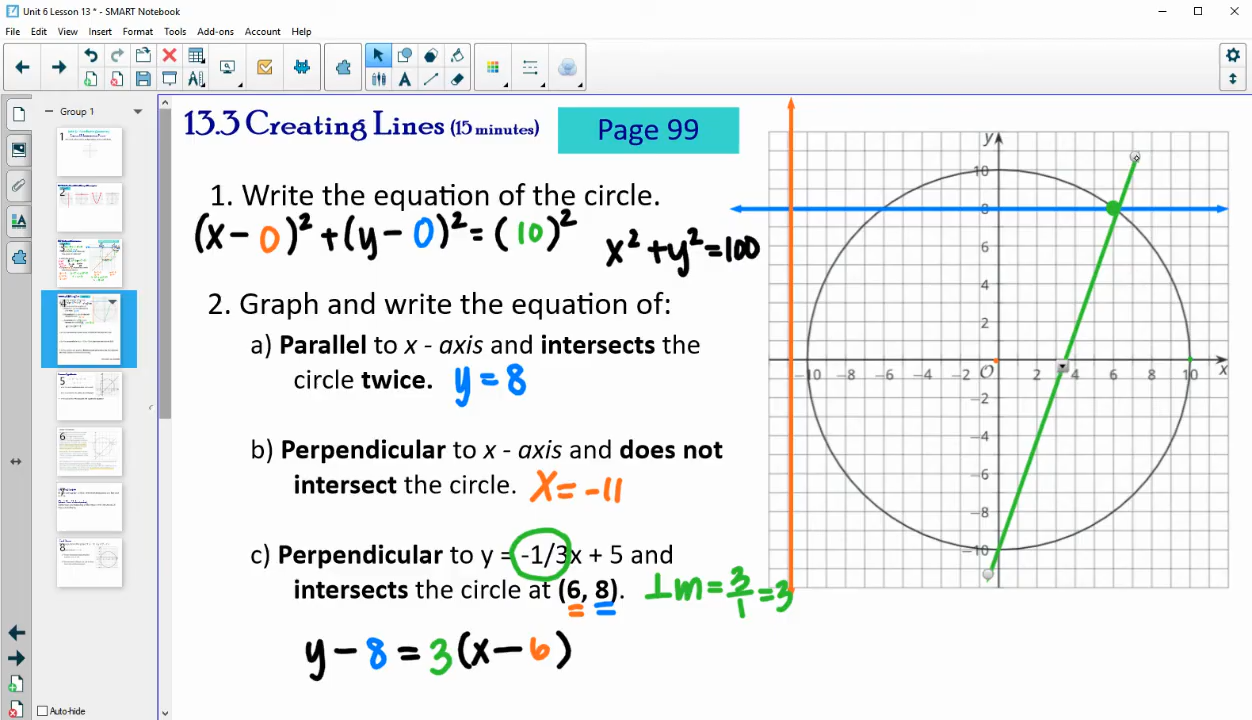 Unit 6 Lesson 13 * - SMART Notebook
File Edit View Insert Format Tools Add-ons Account Help
Group 1
1
2
5
6
8
Auto-hide
13.3 Creating Lines (15 minutes)
Page 99
1. Write the equation of the circle.
(x - 0)² + (y - 0)² = (10)²
x² + y² = 100
2. Graph and write the equation of:
a) Parallel to x - axis and intersects the
circle twice. y = 8
b) Perpendicular to x - axis and does not
intersect the circle. X = -11
c) Perpendicular to y = -1/3x + 5 and
intersects the circle at (6, 8). ⊥m = 3/1 = 3
y - 8 = 3(x - 6)
y
10
8
6
4
2
-10 -8 -6 -4 -2 O 2 4 6 8 10 x
-2
-4
-6
-8
-10